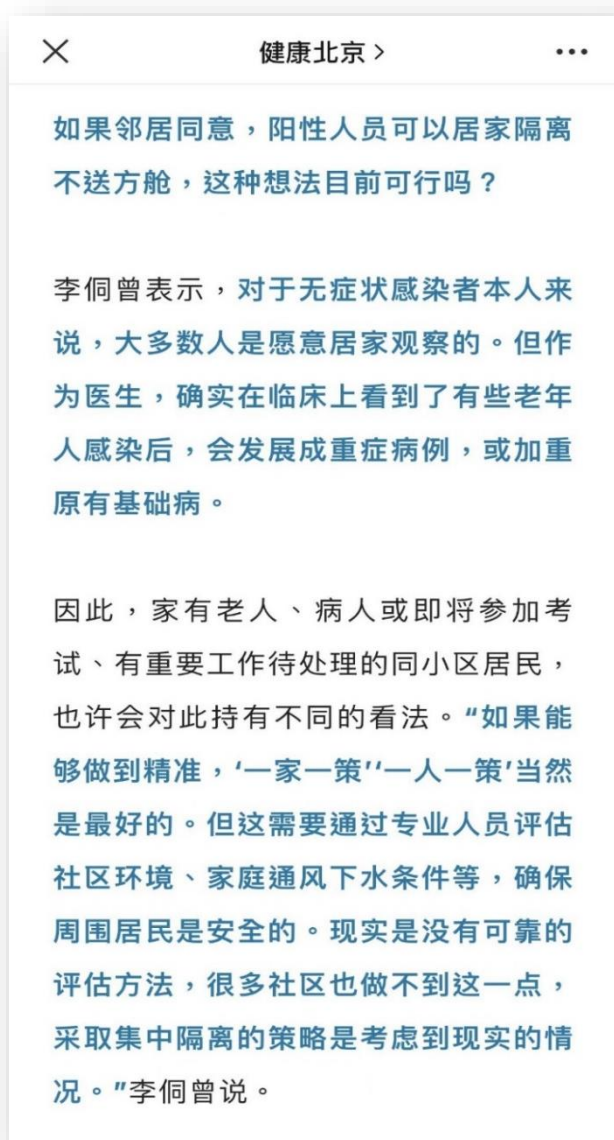 健康北京 >
如果邻居同意，阳性人员可以居家隔离
不送方舱，这种想法目前可行吗？
李侗曾表示，对于无症状感染者本人来
说，大多数人是愿意居家观察的。但作
为医生，确实在临床上看到了有些老年
人感染后，会发展成重症病例，或加重
原有基础病。
因此，家有老人、病人或即将参加考
试、有重要工作待处理的同小区居民，
也许会对此持有不同的看法。“如果能
够做到精准，‘一家一策’‘一人一策’当然
是最好的。但这需要通过专业人员评估
社区环境、家庭通风下水条件等，确保
周围居民是安全的。现实是没有可靠的
评估方法，很多社区也做不到这一点，
采取集中隔离的策略是考虑到现实的情
况。”李侗曾说。